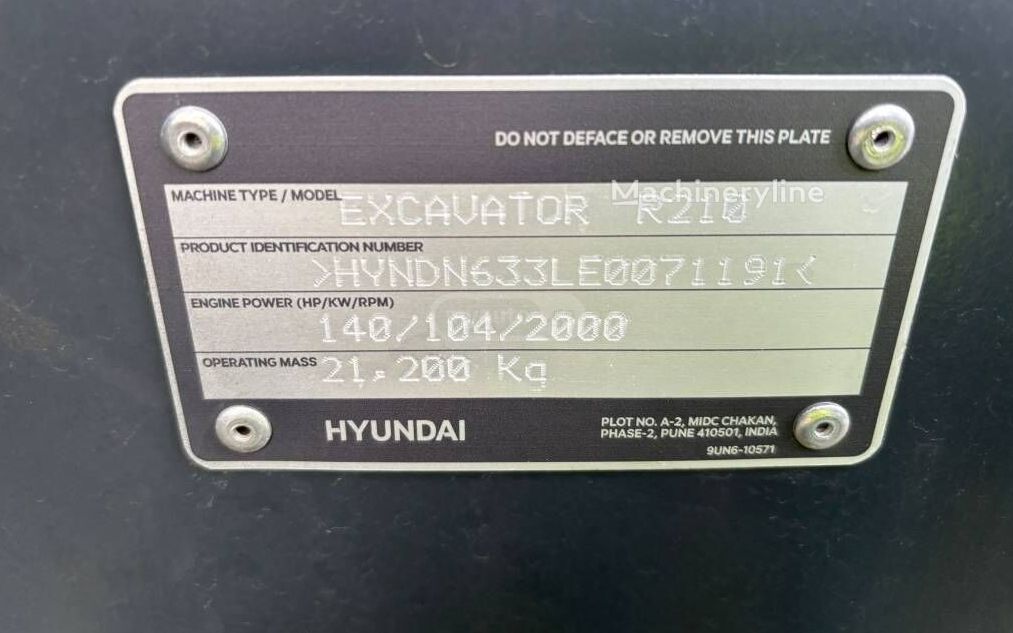 DO NOT DEFACE OR REMOVE THIS PLATE
Machineryline
MACHINE TYPE / MODEL EXCAVATOR R210
PRODUCT IDENTIFICATION NUMBER
>HYNDN633LE0071191<
ENGINE POWER (HP/KW/RPM)
140/104/2000
OPERATING MASS 21,200 Kg
HYUNDAI
PLOT NO. A-2, MIDC CHAKAN,
PHASE-2, PUNE 410501, INDIA
9UN6-10571